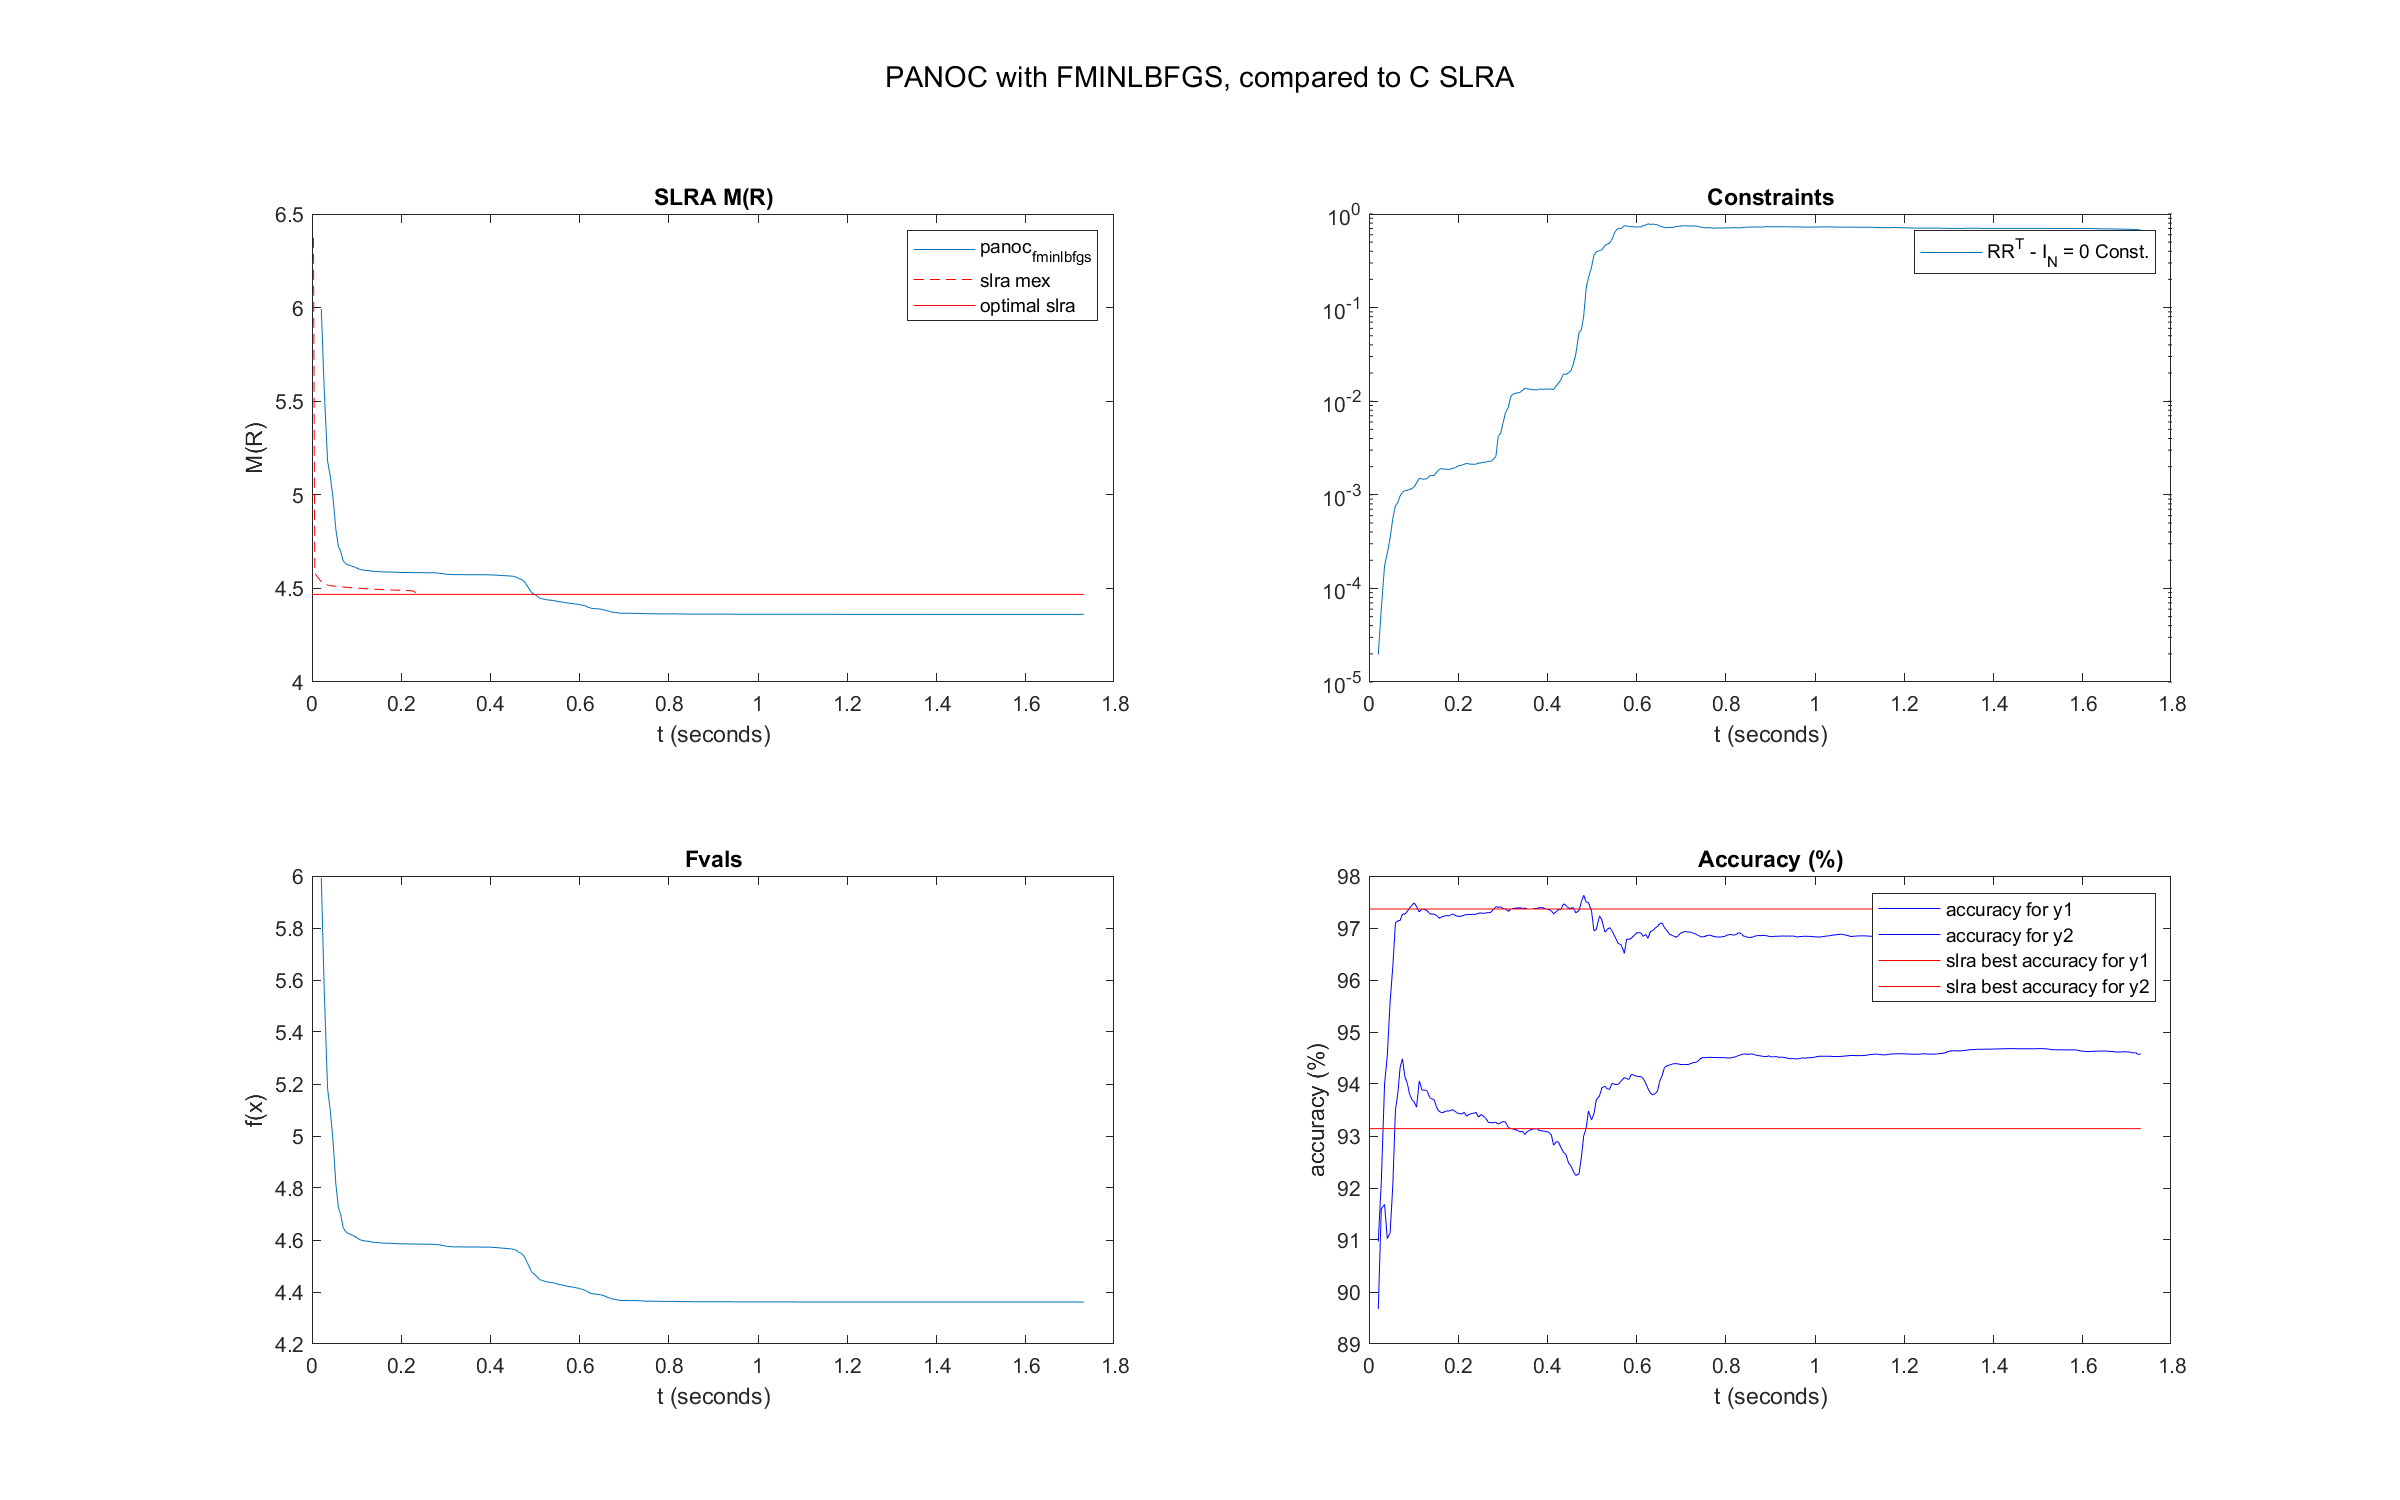 PANOC with FMINLBFGS, compared to C SLRA
SLRA M(R)
6.5
6
5.5
5
4.5
4
M(R)
panoc_fminlbfgs
slra mex
optimal slra
0 0.2 0.4 0.6 0.8 1 1.2 1.4 1.6 1.8
t (seconds)
Constraints
10^0
10^-1
10^-2
10^-3
10^-4
10^-5
RR^T - I_N = 0 Const.
0 0.2 0.4 0.6 0.8 1 1.2 1.4 1.6 1.8
t (seconds)
Fvals
6
5.8
5.6
5.4
5.2
5
4.8
4.6
4.4
4.2
f(x)
0 0.2 0.4 0.6 0.8 1 1.2 1.4 1.6 1.8
t (seconds)
Accuracy (%)
98
97
96
95
94
93
92
91
90
89
accuracy (%)
accuracy for y1
accuracy for y2
slra best accuracy for y1
slra best accuracy for y2
0 0.2 0.4 0.6 0.8 1 1.2 1.4 1.6 1.8
t (seconds)